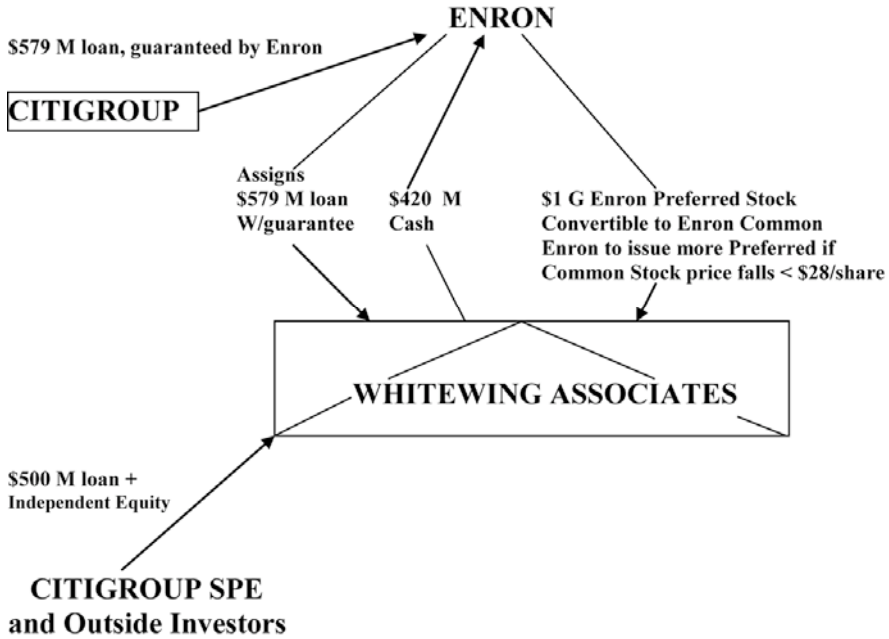 ENRON
$579 M loan, guaranteed by Enron
CITIGROUP
Assigns
$579 M loan
W/guarantee
$420 M
Cash
$1 G Enron Preferred Stock
Convertible to Enron Common
Enron to issue more Preferred if
Common Stock price falls < $28/share
WHITEWING ASSOCIATES
$500 M loan +
Independent Equity
CITIGROUP SPE
and Outside Investors